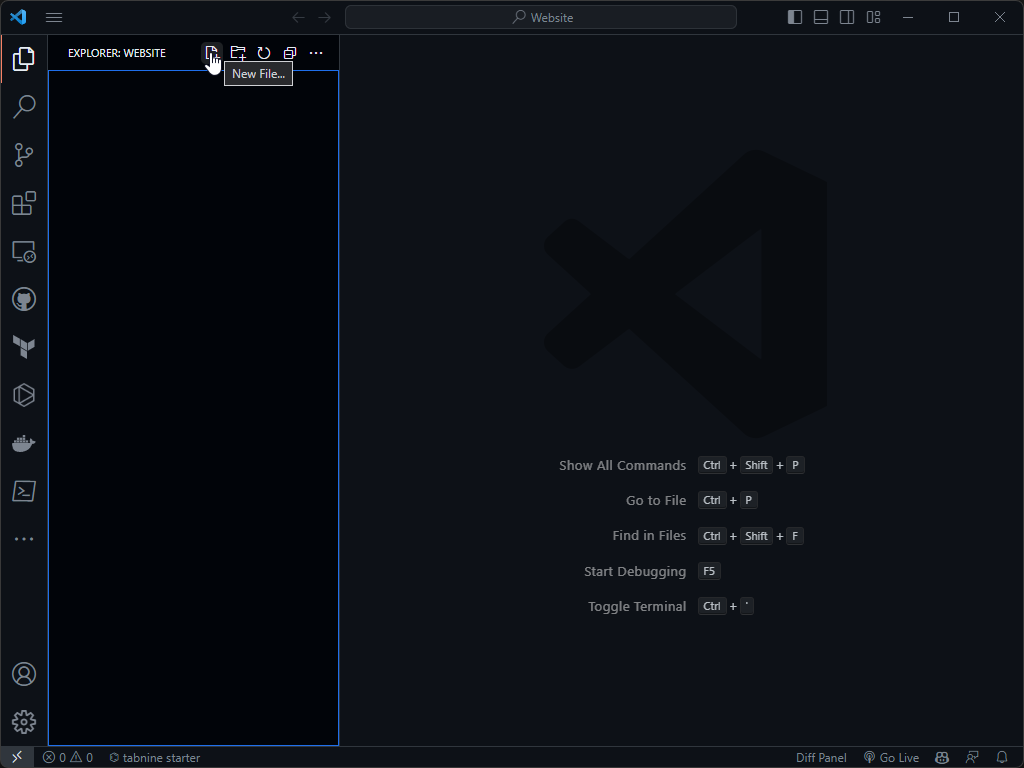 Website
EXPLORER: WEBSITE
New File...
Show All Commands Ctrl + Shift + P
Go to File Ctrl + P
Find in Files Ctrl + Shift + F
Start Debugging F5
Toggle Terminal Ctrl + '
0 0 tabnine starter Diff Panel Go Live